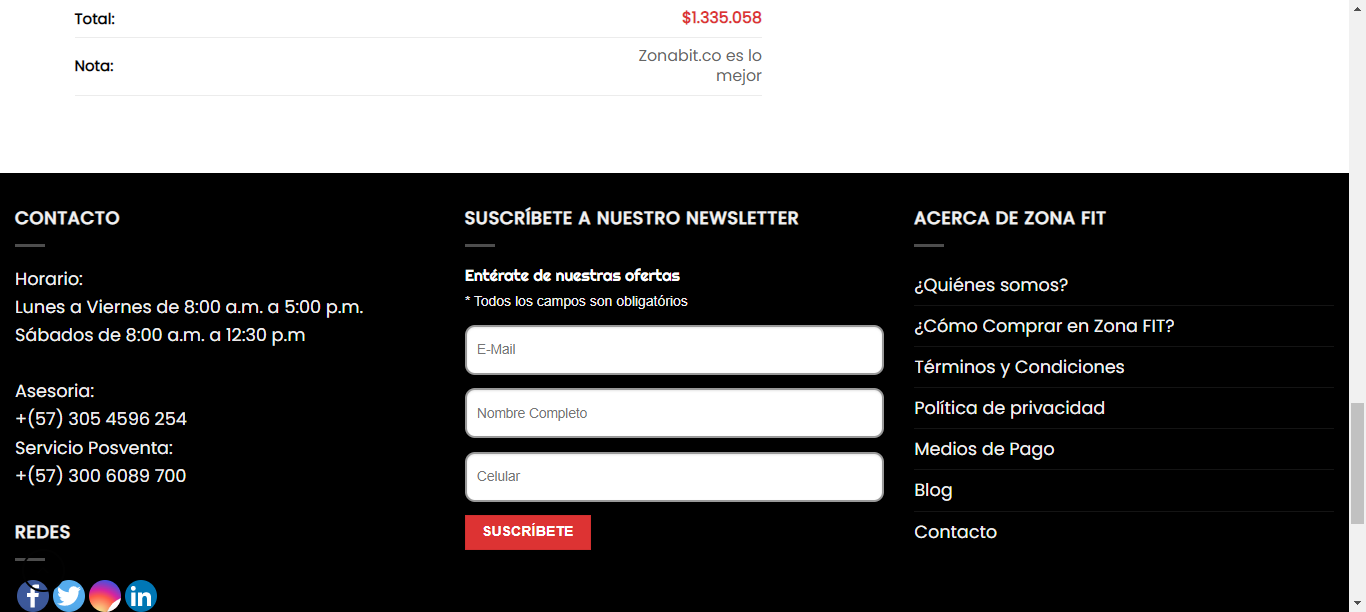 Total: $1.335.058
Nota: Zonabit.co es lo
mejor
CONTACTO
Horario:
Lunes a Viernes de 8:00 a.m. a 5:00 p.m.
Sábados de 8:00 a.m. a 12:30 p.m
Asesoria:
+(57) 305 4596 254
Servicio Posventa:
+(57) 300 6089 700
REDES
SUSCRÍBETE A NUESTRO NEWSLETTER
Entérate de nuestras ofertas
* Todos los campos son obligatórios
E-Mail
Nombre Completo
Celular
SUSCRÍBETE
ACERCA DE ZONA FIT
¿Quiénes somos?
¿Cómo Comprar en Zona FIT?
Términos y Condiciones
Política de privacidad
Medios de Pago
Blog
Contacto